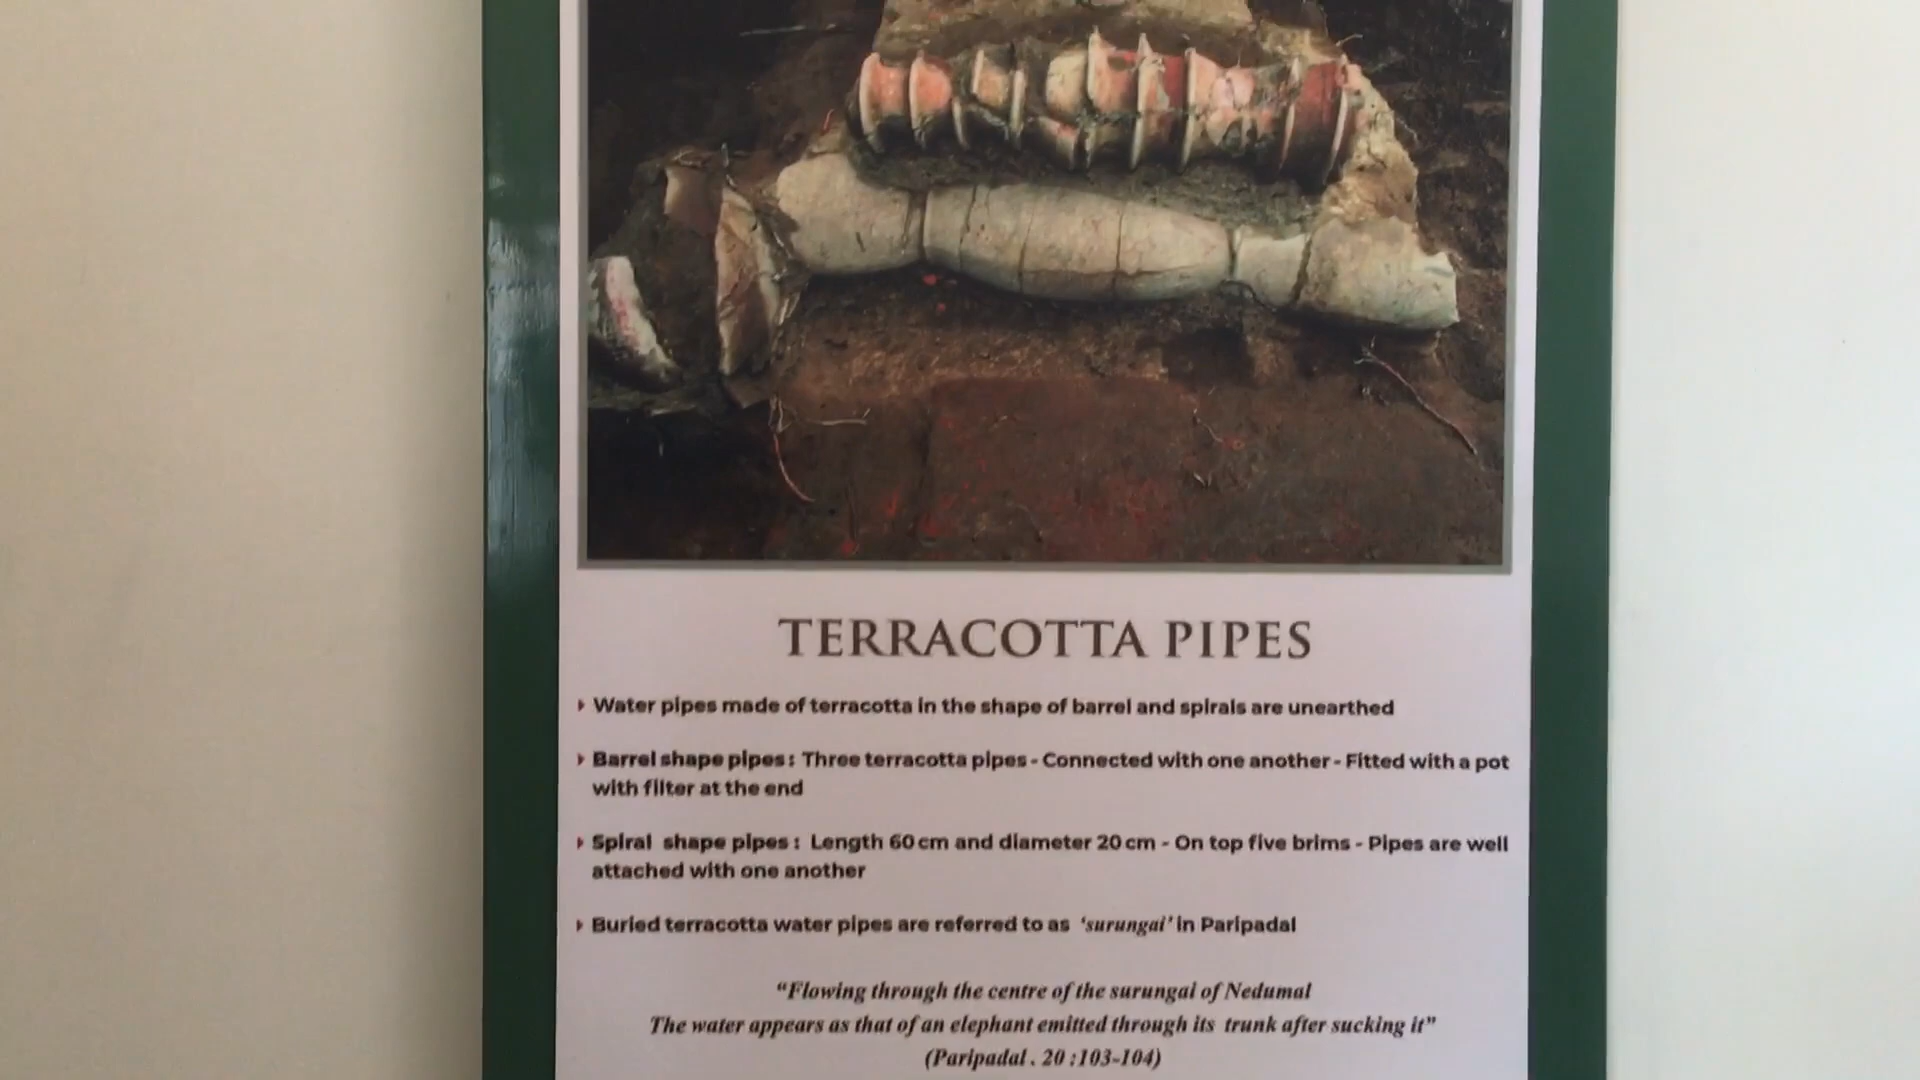 TERRACOTTA PIPES
Water pipes made of terracotta in the shape of barrel and spirals are unearthed
Barrel shape pipes : Three terracotta pipes - Connected with one another - Fitted with a pot
with filter at the end
Spiral shape pipes : Length 60 cm and diameter 20 cm - On top five brims - Pipes are well
attached with one another
Buried terracotta water pipes are referred to as ‘surungai’ in Paripadal
“Flowing through the centre of the surungai of Nedumal
The water appears as that of an elephant emitted through its trunk after sucking it”
(Paripadal . 20 :103-104)